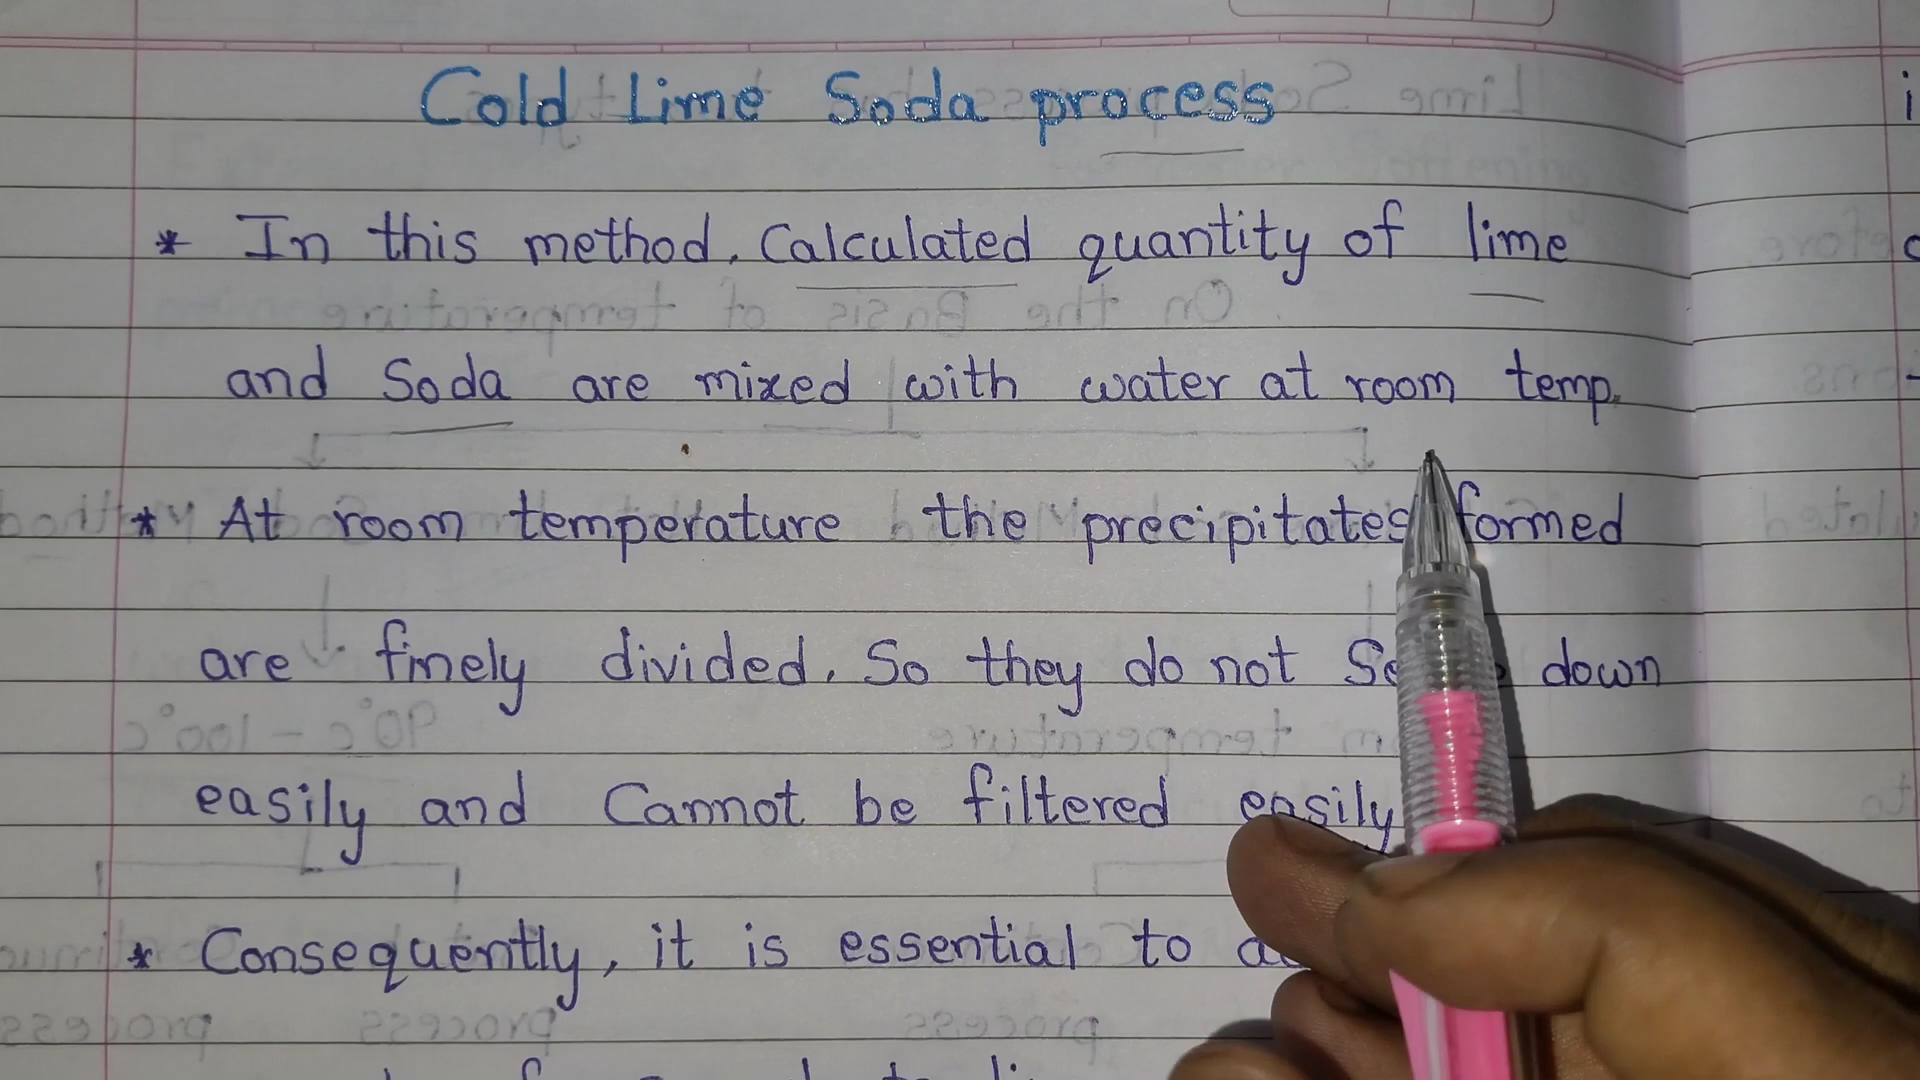 Cold Lime Soda process
* In this method, Calculated quantity of lime
and Soda are mixed with water at room temp.
* At room temperature the precipitates formed
are finely divided. So they do not down
easily and Cannot be filtered easily
* Consequently, it is essential to